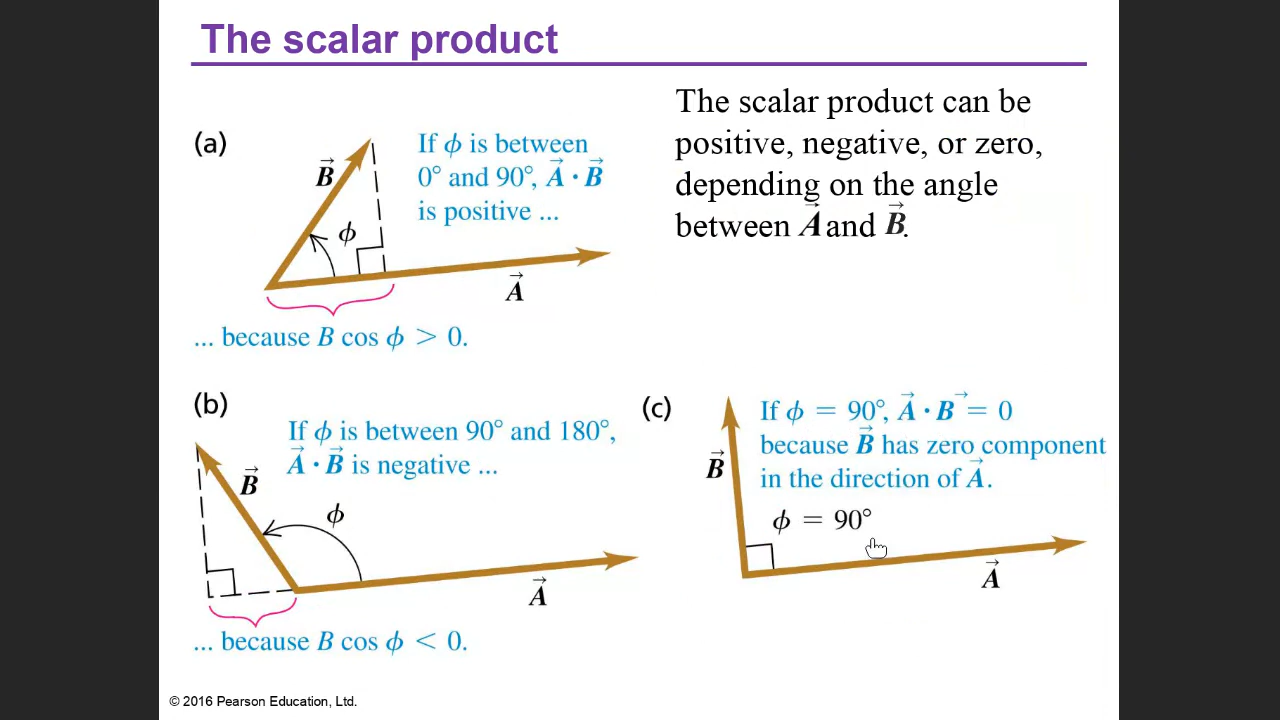 The scalar product
The scalar product can be
positive, negative, or zero,
depending on the angle
between A⃗ and B⃗.
(a)
If ϕ is between
0° and 90°, A⃗ · B⃗
is positive ...
B⃗
ϕ
A⃗
... because B cos ϕ > 0.
(b)
If ϕ is between 90° and 180°,
A⃗ · B⃗ is negative ...
B⃗
ϕ
A⃗
... because B cos ϕ < 0.
(c)
If ϕ = 90°, A⃗ · B⃗ = 0
because B⃗ has zero component
in the direction of A⃗.
B⃗
ϕ = 90°
A⃗
© 2016 Pearson Education, Ltd.